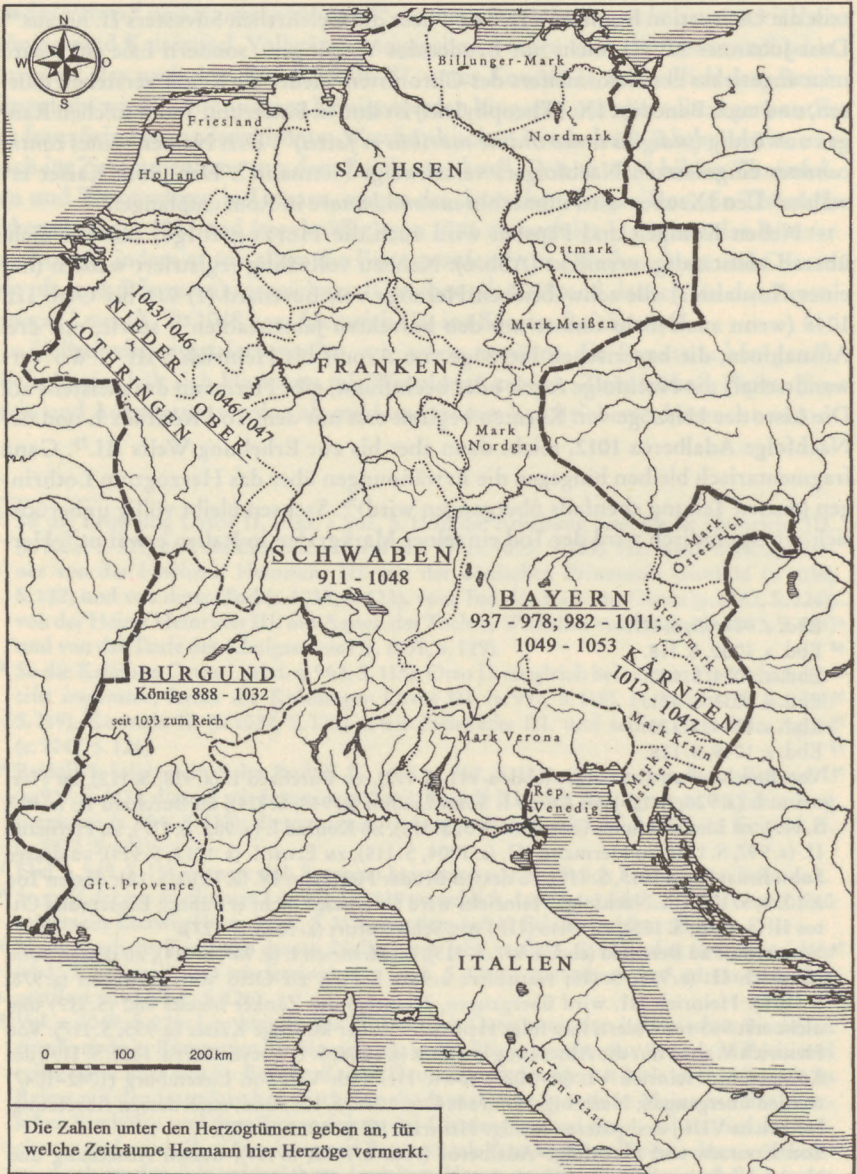 N
W
O
S
Billunger-Mark
Friesland
Nordmark
Holland
SACHSEN
Ostmark
1043/1046
NIEDER-
LOTHRINGEN
1046/1047
OBER-
Mark Meißen
FRANKEN
Mark
Nordgau
SCHWABEN
911 - 1048
Mark
Österreich
BAYERN
937 - 978; 982 - 1011;
1049 - 1053
Steiermark
KÄRNTEN
1012 - 1047
BURGUND
Könige 888 - 1032
seit 1033 zum Reich
Mark Verona
Mark Krain
Mark
Istrien
Rep.
Venedig
Gft. Provence
ITALIEN
Kirchen-Staat
0 100 200 km
Die Zahlen unter den Herzogtümern geben an, für
welche Zeiträume Hermann hier Herzöge vermerkt.